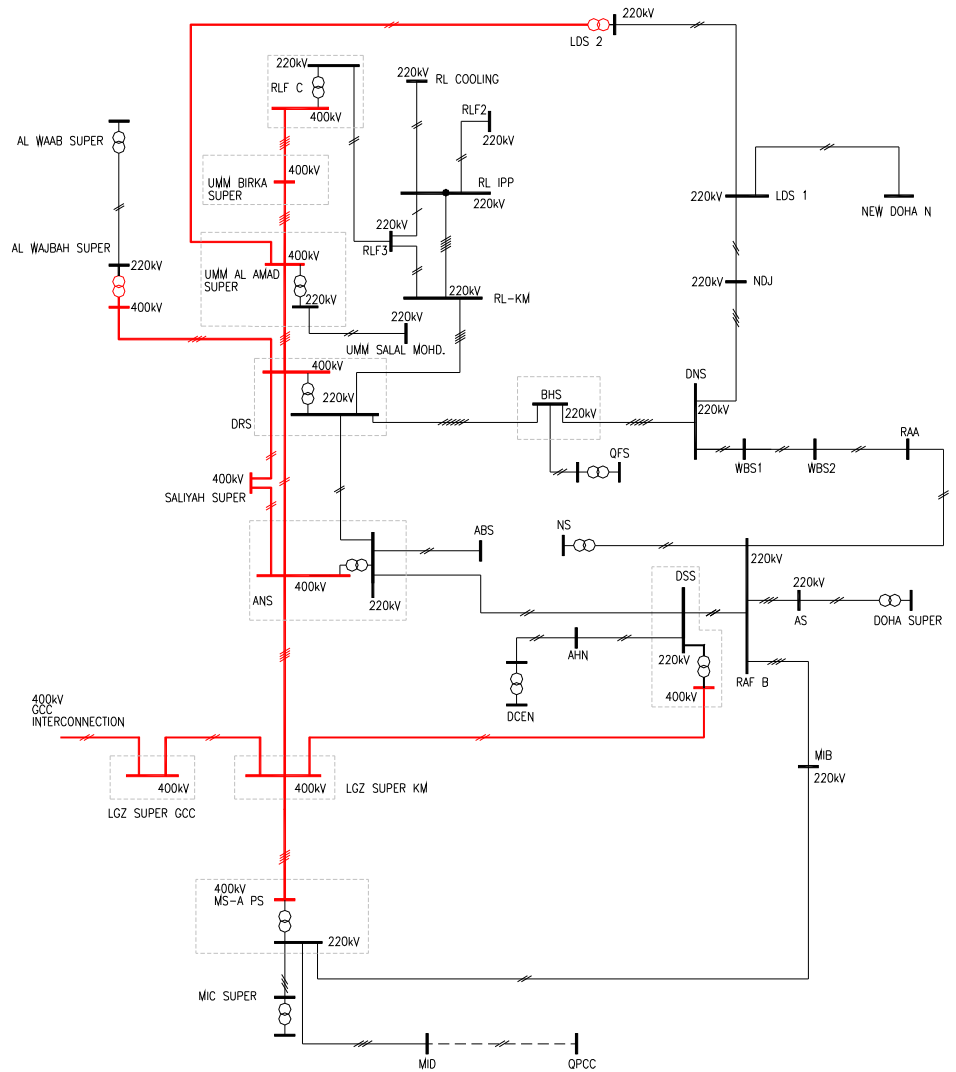 220kV
LDS 2
220kV
RLF C
400kV
220kV
RL COOLING
RLF2
220kV
AL WAAB SUPER
400kV
UMM BIRKA
SUPER
RL IPP
220kV
220kV
LDS 1
NEW DOHA N
220kV
RLF3
AL WAJBAH SUPER
220kV
400kV
400kV
UMM AL AMAD
SUPER
220kV
220kV
NDJ
220kV
RL-KM
220kV
UMM SALAL MOHD.
400kV
220kV
DRS
DNS
220kV
BHS
220kV
RAA
WBS1
WBS2
QFS
400kV
SALIYAH SUPER
ABS
NS
220kV
400kV
ANS
220kV
DSS
220kV
AS
DOHA SUPER
AHN
220kV
400kV
RAF B
DCEN
400kV
GCC
INTERCONNECTION
MIB
220kV
400kV
LGZ SUPER GCC
400kV
LGZ SUPER KM
400kV
MS-A PS
220kV
MIC SUPER
MID
QPCC